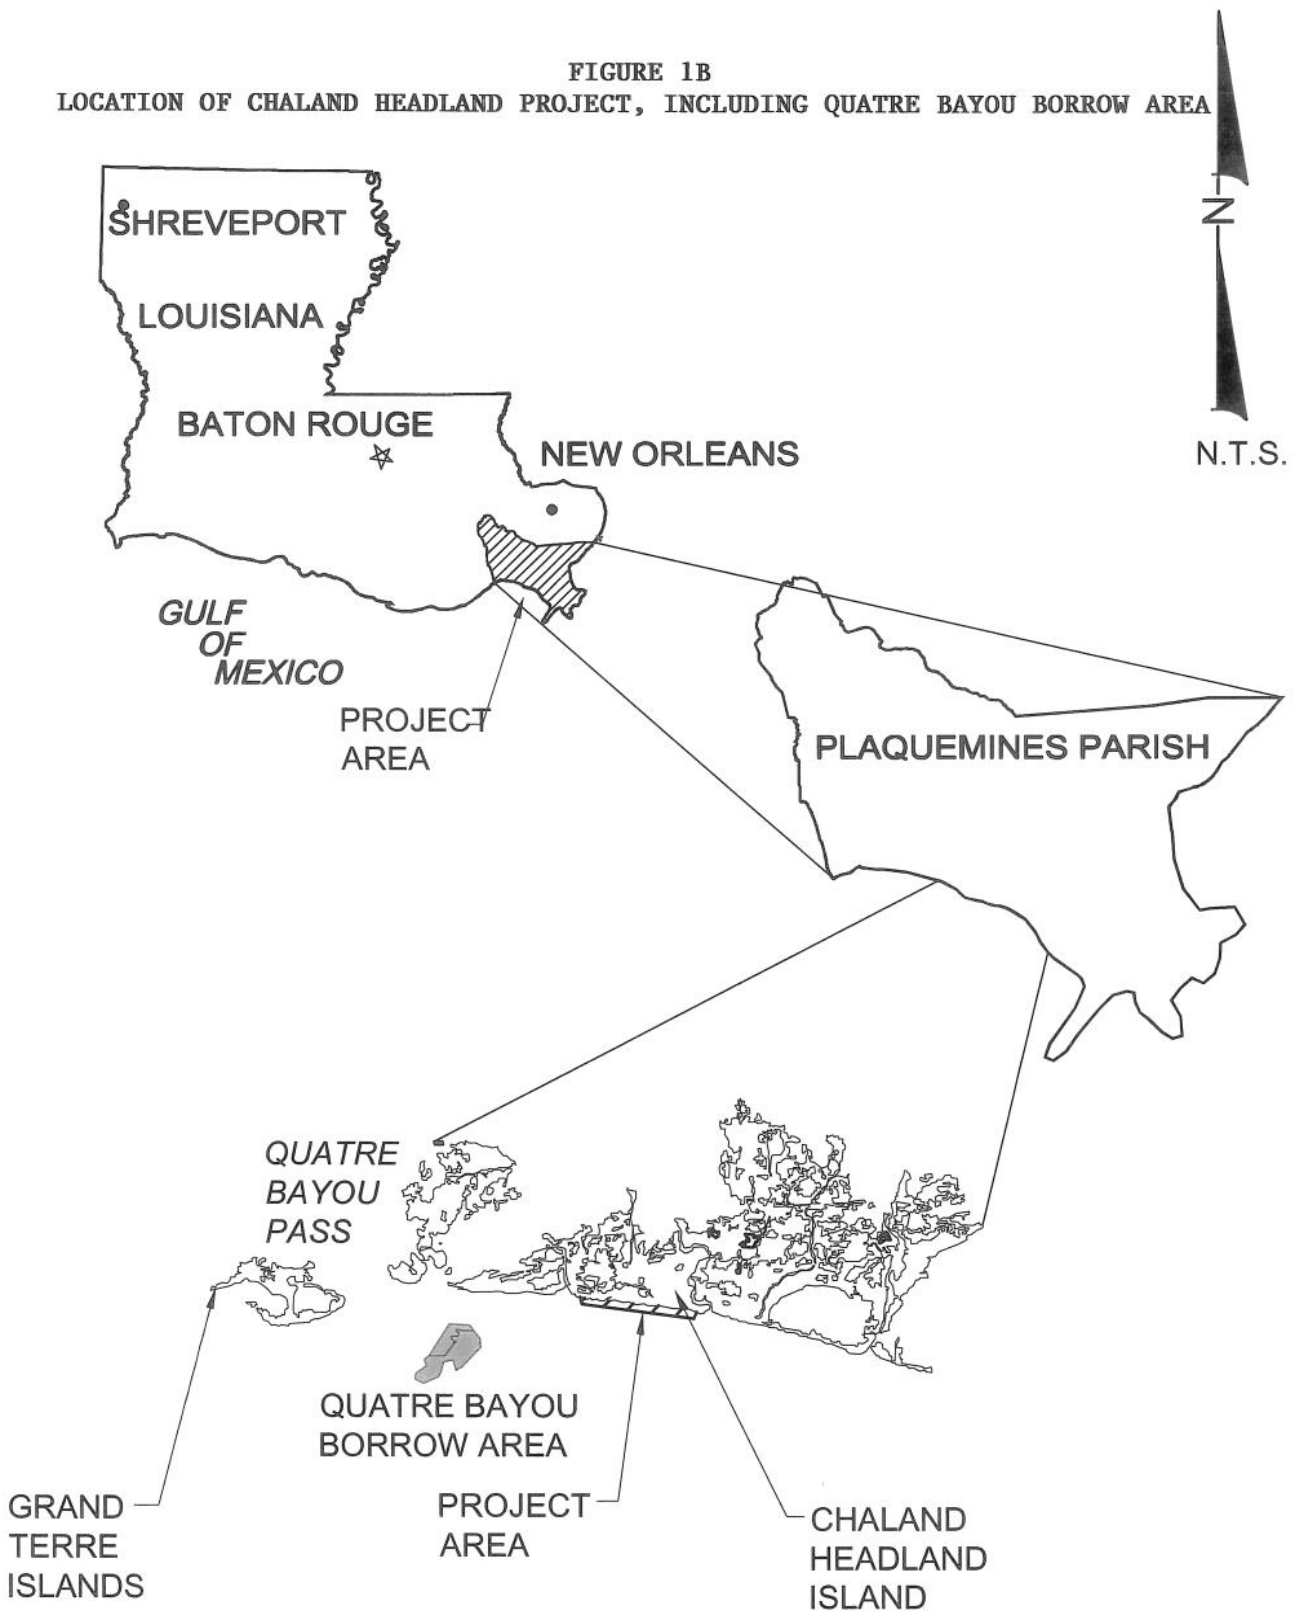 FIGURE 1B
LOCATION OF CHALAND HEADLAND PROJECT, INCLUDING QUATRE BAYOU BORROW AREA
N
N.T.S.
SHREVEPORT
LOUISIANA
BATON ROUGE
NEW ORLEANS
GULF
OF
MEXICO
PROJECT
AREA
PLAQUEMINES PARISH
QUATRE
BAYOU
PASS
QUATRE BAYOU
BORROW AREA
GRAND
TERRE
ISLANDS
PROJECT
AREA
CHALAND
HEADLAND
ISLAND